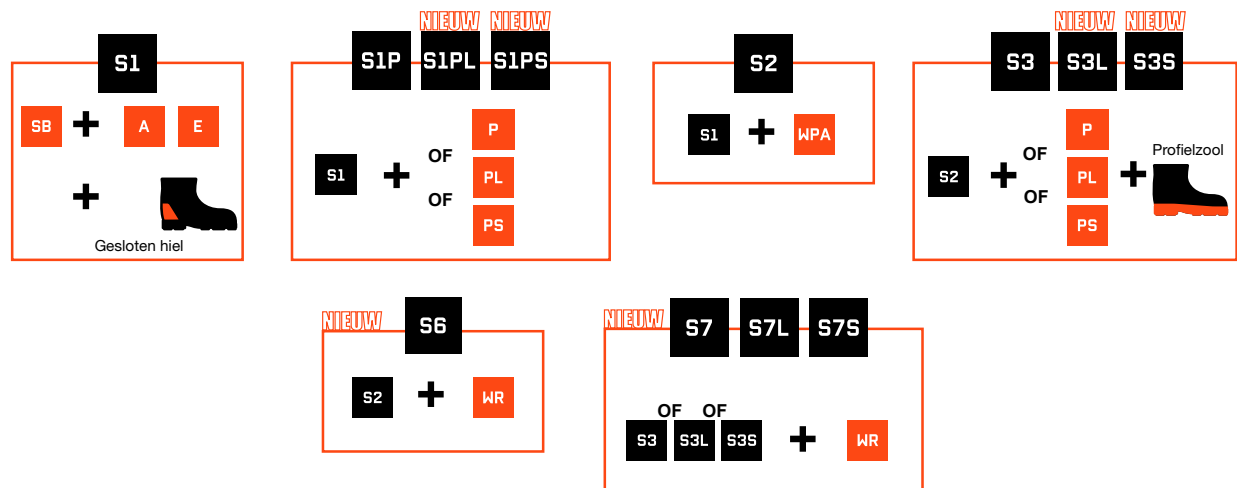 S1
SB + A E
+
Gesloten hiel
NIEUW NIEUW
S1P S1PL S1PS
S1 +
OF
OF
P
PL
PS
S2
S1 + WPA
NIEUW NIEUW
S3 S3L S3S
S2 +
OF
OF
P
PL
PS
+
Profielzool
NIEUW
S6
S2 + WR
NIEUW
S7 S7L S7S
OF OF
S3 S3L S3S + WR